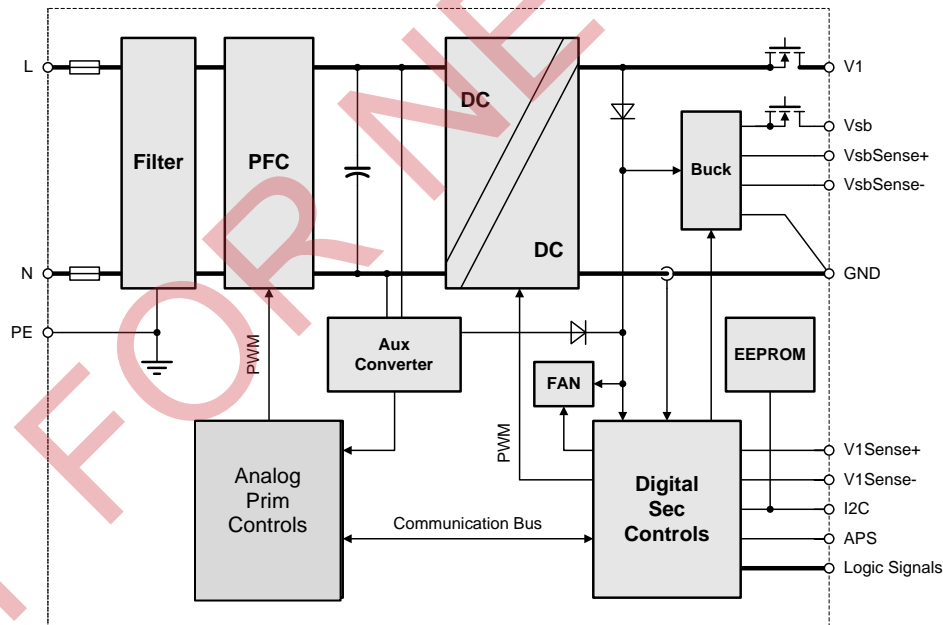 L
N
PE
Filter
PFC
DC
DC
Buck
V1
Vsb
VsbSense+
VsbSense-
GND
PWM
Aux
Converter
FAN
EEPROM
PWM
Analog
Prim
Controls
Communication Bus
Digital
Sec
Controls
V1Sense+
V1Sense-
I2C
APS
Logic Signals
FOR NE